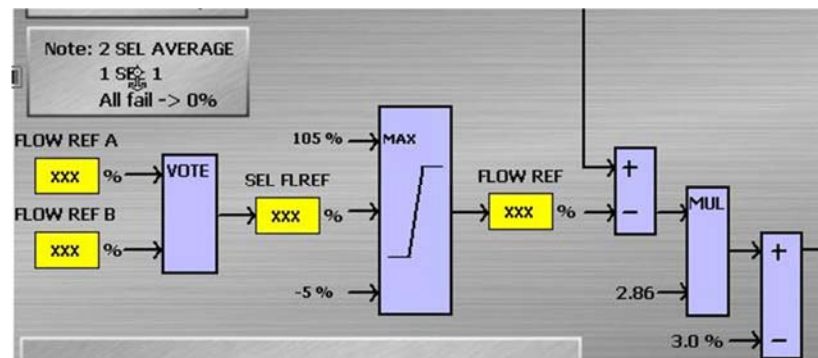 Note: 2 SEL AVERAGE
1 SEL 1
All fail -> 0%
FLOW REF A
xxx %
VOTE
FLOW REF B
xxx %
SEL FLREF
xxx %
105 %
MAX
-5 %
FLOW REF
xxx %
+
-
MUL
2.86
+
3.0 %
-